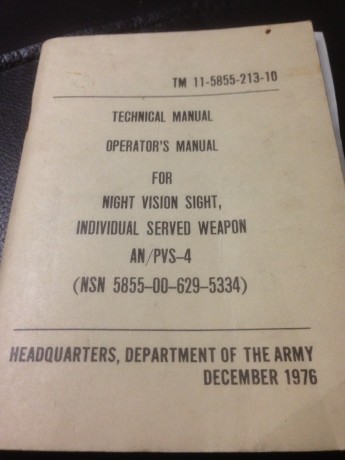 TM 11-5855-213-10
TECHNICAL MANUAL
OPERATOR'S MANUAL
FOR
NIGHT VISION SIGHT,
INDIVIDUAL SERVED WEAPON
AN/PVS-4
(NSN 5855-00-629-5334)
HEADQUARTERS, DEPARTMENT OF THE ARMY
DECEMBER 1976